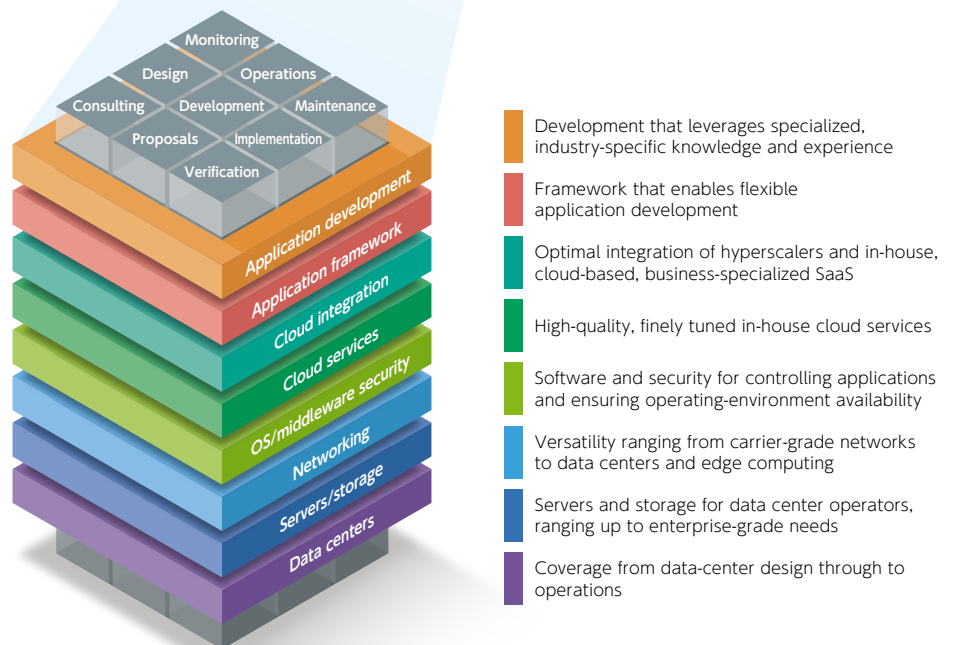 Monitoring
Design
Operations
Consulting
Development
Maintenance
Proposals
Implementation
Verification
Application development
Application framework
Cloud integration
Cloud services
OS/middleware security
Networking
Servers/storage
Data centers
Development that leverages specialized,
industry-specific knowledge and experience
Framework that enables flexible
application development
Optimal integration of hyperscalers and in-house,
cloud-based, business-specialized SaaS
High-quality, finely tuned in-house cloud services
Software and security for controlling applications
and ensuring operating-environment availability
Versatility ranging from carrier-grade networks
to data centers and edge computing
Servers and storage for data center operators,
ranging up to enterprise-grade needs
Coverage from data-center design through to
operations